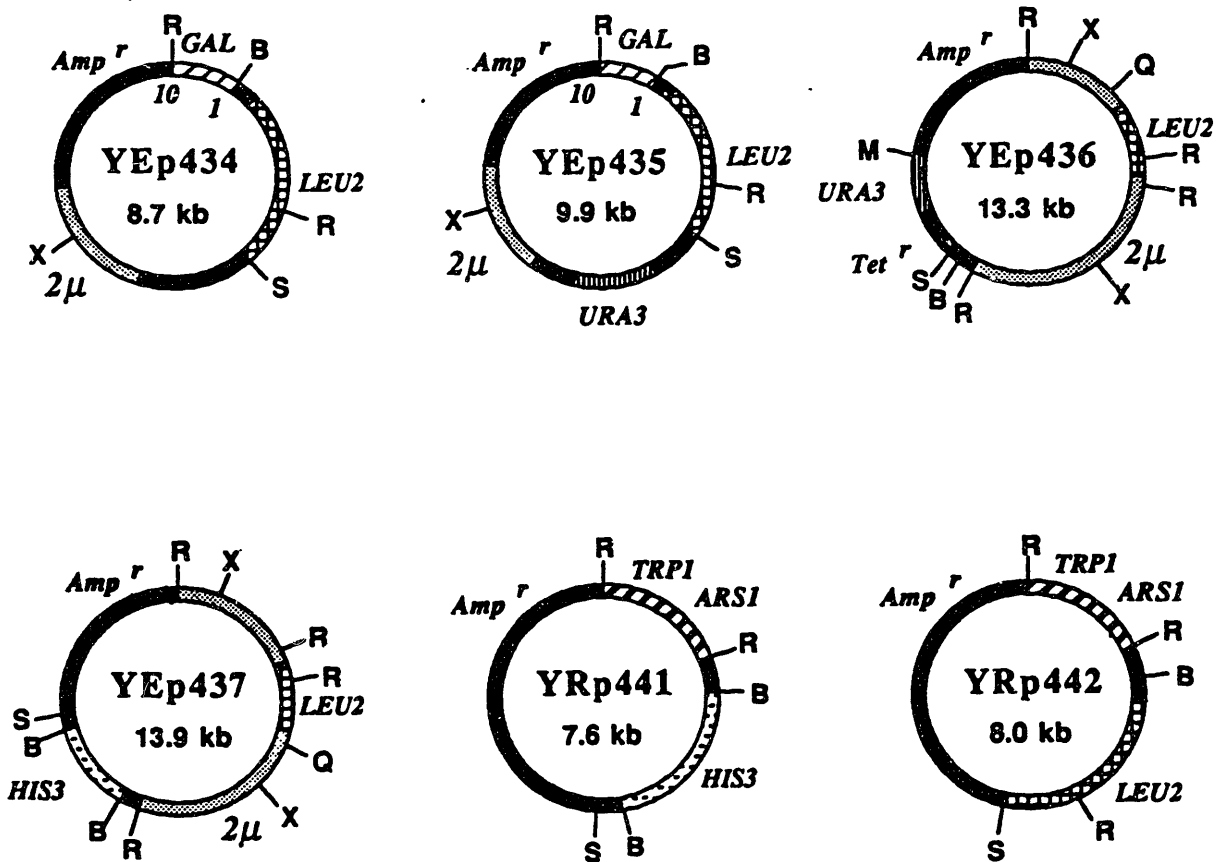 R GAL B
Amp r
10 1
YEp434
8.7 kb
LEU2
R
X
2μ
S
R GAL B
Amp r
10 1
YEp435
9.9 kb
LEU2
R
X
2μ
S
URA3
R X
Amp r
Q
LEU2
R
R
M
URA3
YEp436
13.3 kb
Tet r
S
B
R
2μ
X
R X
Amp r
R
R
LEU2
YEp437
13.9 kb
S
B
HIS3
Q
B
R
2μ
X
R TRP1
Amp r
ARS1
R
B
YRp441
7.6 kb
HIS3
S
B
R TRP1
Amp r
ARS1
R
B
YRp442
8.0 kb
LEU2
R
S